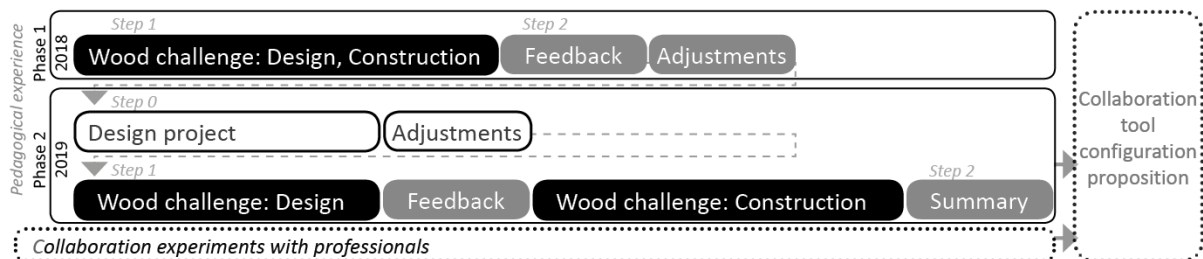 Pedagogical experience
Phase 1
2018
Step 1
Step 2
Wood challenge: Design, Construction
Feedback
Adjustments
Phase 2
2019
Step 0
Design project
Adjustments
Step 1
Step 2
Wood challenge: Design
Feedback
Wood challenge: Construction
Summary
Collaboration experiments with professionals
Collaboration
tool
configuration
proposition